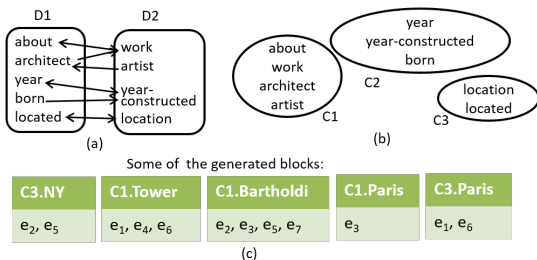 D1
D2
about
architect
year
born
located
work
artist
year-
constructed
location
(a)
year
year-constructed
born
C2
about
work
architect
artist
C1
location
located
C3
(b)
Some of the generated blocks:
C3.NY C1.Tower C1.Bartholdi C1.Paris C3.Paris
e2, e5 e1, e4, e6 e2, e3, e5, e7 e3 e1, e6
(c)